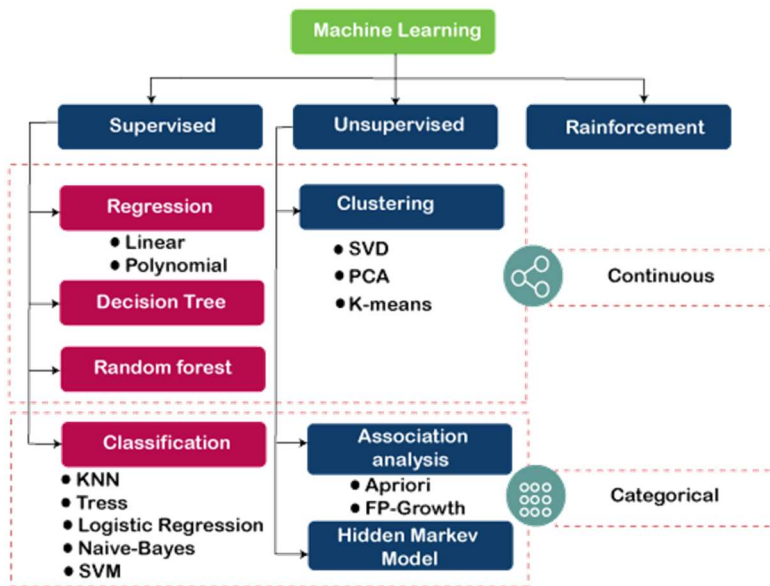 Machine Learning
Supervised
Unsupervised
Rainforcement
Regression
● Linear
● Polynomial
Decision Tree
Random forest
Clustering
● SVD
● PCA
● K-means
Continuous
Classification
● KNN
● Tress
● Logistic Regression
● Naive-Bayes
● SVM
Association
analysis
● Apriori
● FP-Growth
Hidden Markev
Model
Categorical